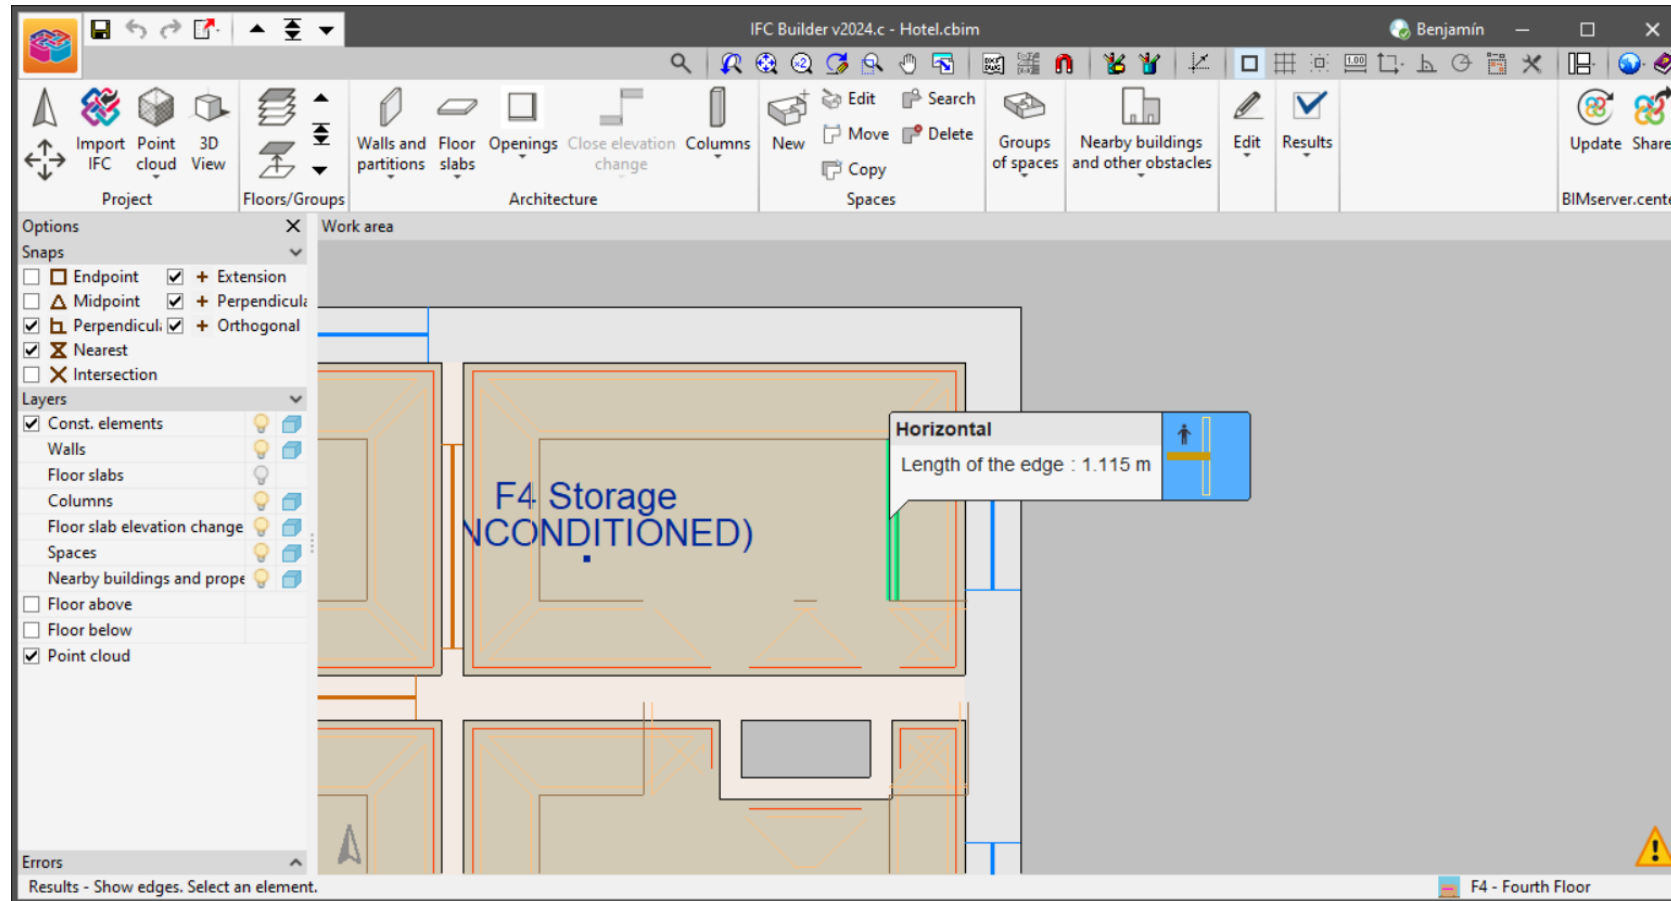 IFC Builder v2024.c - Hotel.cbim
Benjamín
Import IFC
Point cloud
3D View
Project
Floors/Groups
Walls and partitions
Floor slabs
Openings
Close elevation change
Columns
Architecture
New
Edit
Move
Copy
Search
Delete
Spaces
Groups of spaces
Nearby buildings and other obstacles
Edit
Results
Update
Share
BIMserver.cente
Options
Work area
Snaps
Endpoint
Extension
Midpoint
Perpendicula
Perpendicul
Orthogonal
Nearest
Intersection
Layers
Const. elements
Walls
Floor slabs
Columns
Floor slab elevation change
Spaces
Nearby buildings and prope
Floor above
Floor below
Point cloud
Horizontal
Length of the edge : 1.115 m
F4 Storage
NCONDITIONED)
Errors
Results - Show edges. Select an element.
F4 - Fourth Floor